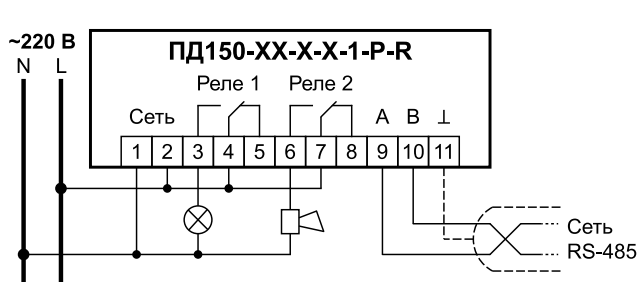 ~220 В
N L
ПД150-ХХ-Х-Х-1-Р-R
Реле 1 Реле 2
Сеть A B ⊥
1 2 3 4 5 6 7 8 9 10 11
Сеть
RS-485